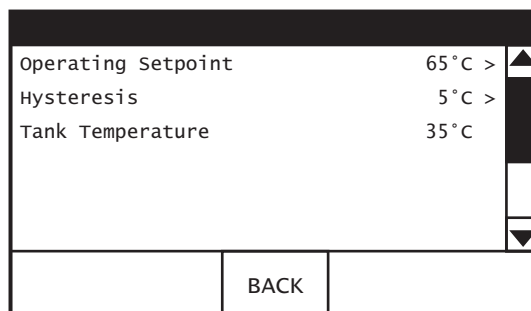 Operating Setpoint 65°C >
Hysteresis 5°C >
Tank Temperature 35°C
BACK